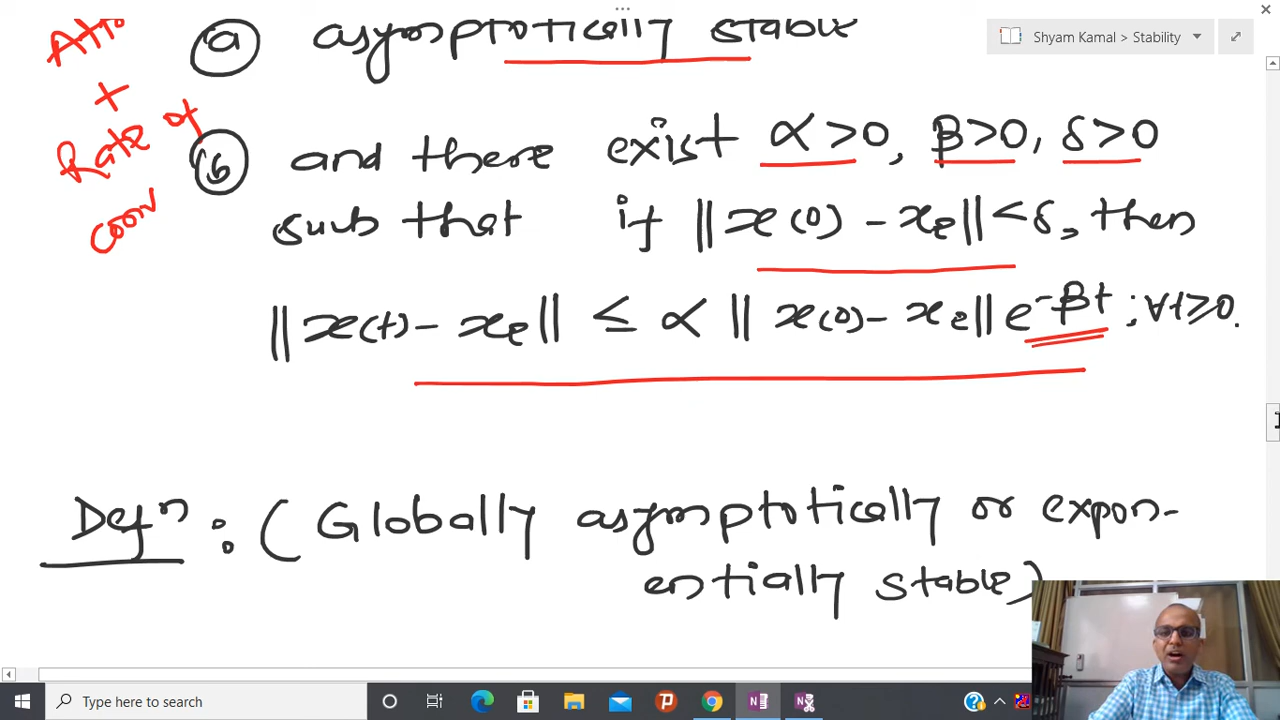 Shyam Kamal > Stability
ⓐ asymptotically stable
+
Rate of
conv
ⓑ and there exist α>0, β>0, δ>0
such that if ||x(0) - xe||<δ, then
||x(t) - xe|| ≤ α || x(0) - xe|| e^-βt ; ∀t≥0.
Defn : (Globally asymptotically or expon-
entially stable)
Type here to search